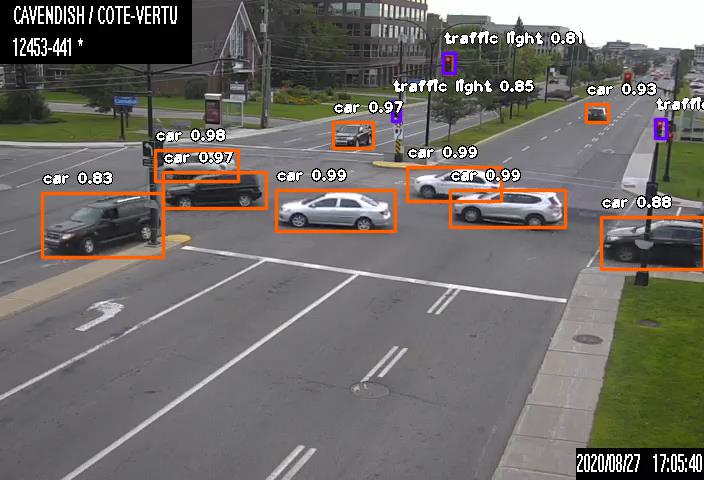 CAVENDISH / COTE-VERTU
12453-441 *
traffic light 0.81
traffic light 0.85
car 0.93
traffic
car 0.97
car 0.98
car 0.97
car 0.99
car 0.99
car 0.99
car 0.83
car 0.88
2020/08/27 17:05:40